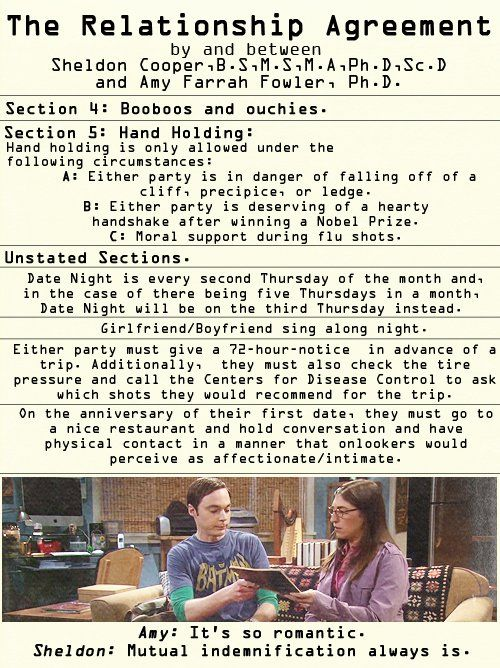 The Relationship Agreement
by and between
Sheldon Cooper,B.S,M.S,M.A,Ph.D,Sc.D
and Amy Farrah Fowler, Ph.D.
Section 4: Booboos and ouchies.
Section 5: Hand Holding:
Hand holding is only allowed under the
following circumstances:
A: Either party is in danger of falling off of a
cliff, precipice, or ledge.
B: Either party is deserving of a hearty
handshake after winning a Nobel Prize.
C: Moral support during flu shots.
Unstated Sections.
Date Night is every second Thursday of the month and,
in the case of there being five Thursdays in a month,
Date Night will be on the third Thursday instead.
Girlfriend/Boyfriend sing along night.
Either party must give a 72-hour-notice in advance of a
trip. Additionally, they must also check the tire
pressure and call the Centers for Disease Control to ask
which shots they would recommend for the trip.
On the anniversary of their first date, they must go to
a nice restaurant and hold conversation and have
physical contact in a manner that onlookers would
perceive as affectionate/intimate.
BATMAN
Amy: It's so romantic.
Sheldon: Mutual indemnification always is.